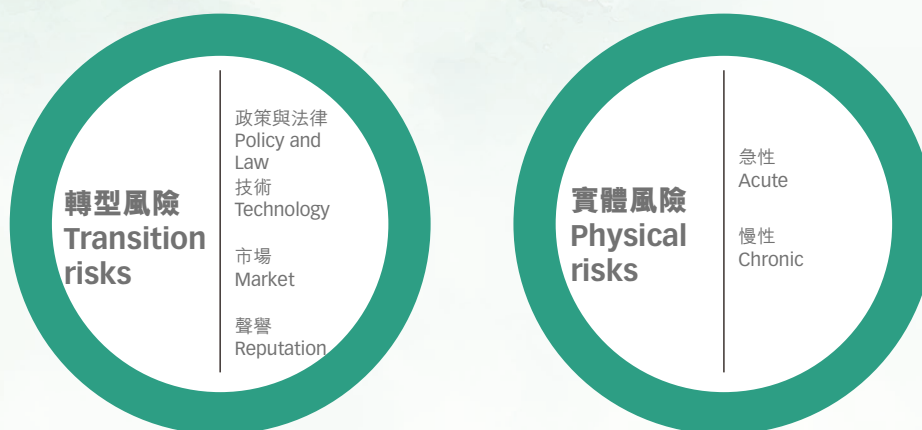 轉型風險
Transition
risks
政策與法律
Policy and
Law
技術
Technology
市場
Market
聲譽
Reputation
實體風險
Physical
risks
急性
Acute
慢性
Chronic